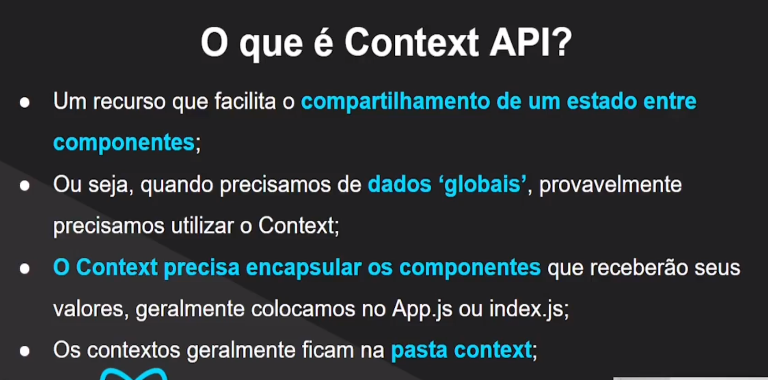 O que é Context API?
● Um recurso que facilita o compartilhamento de um estado entre
componentes;
● Ou seja, quando precisamos de dados ‘globais’, provavelmente
precisamos utilizar o Context;
● O Context precisa encapsular os componentes que receberão seus
valores, geralmente colocamos no App.js ou index.js;
● Os contextos geralmente ficam na pasta context;